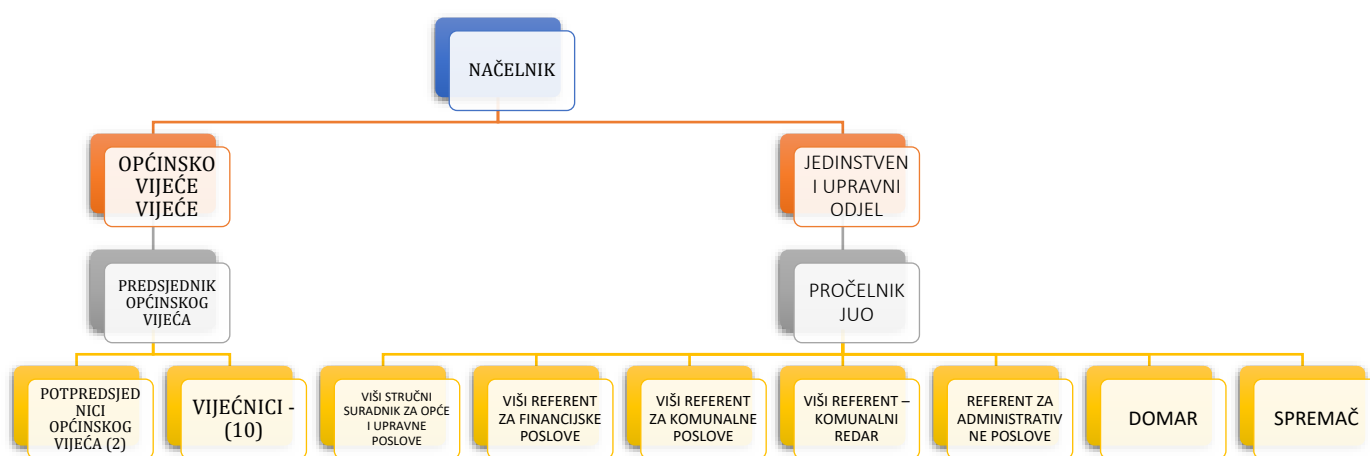 NAČELNIK
OPĆINSKO
VIJEĆE
VIJEĆE
JEDINSTVEN
I UPRAVNI
ODJEL
PREDSJEDNIK
OPĆINSKOG
VIJEĆA
PROČELNIK
JUO
POTPREDSJED
NICI
OPĆINSKOG
VIJEĆA (2)
VIJEĆNICI -
(10)
VIŠI STRUČNI
SURADNIK ZA OPĆE
I UPRAVNE
POSLOVE
VIŠI REFERENT
ZA FINANCIJSKE
POSLOVE
VIŠI REFERENT
ZA KOMUNALNE
POSLOVE
VIŠI REFERENT –
KOMUNALNI
REDAR
REFERENT ZA
ADMINISTRATIV
NE POSLOVE
DOMAR
SPREMAČ